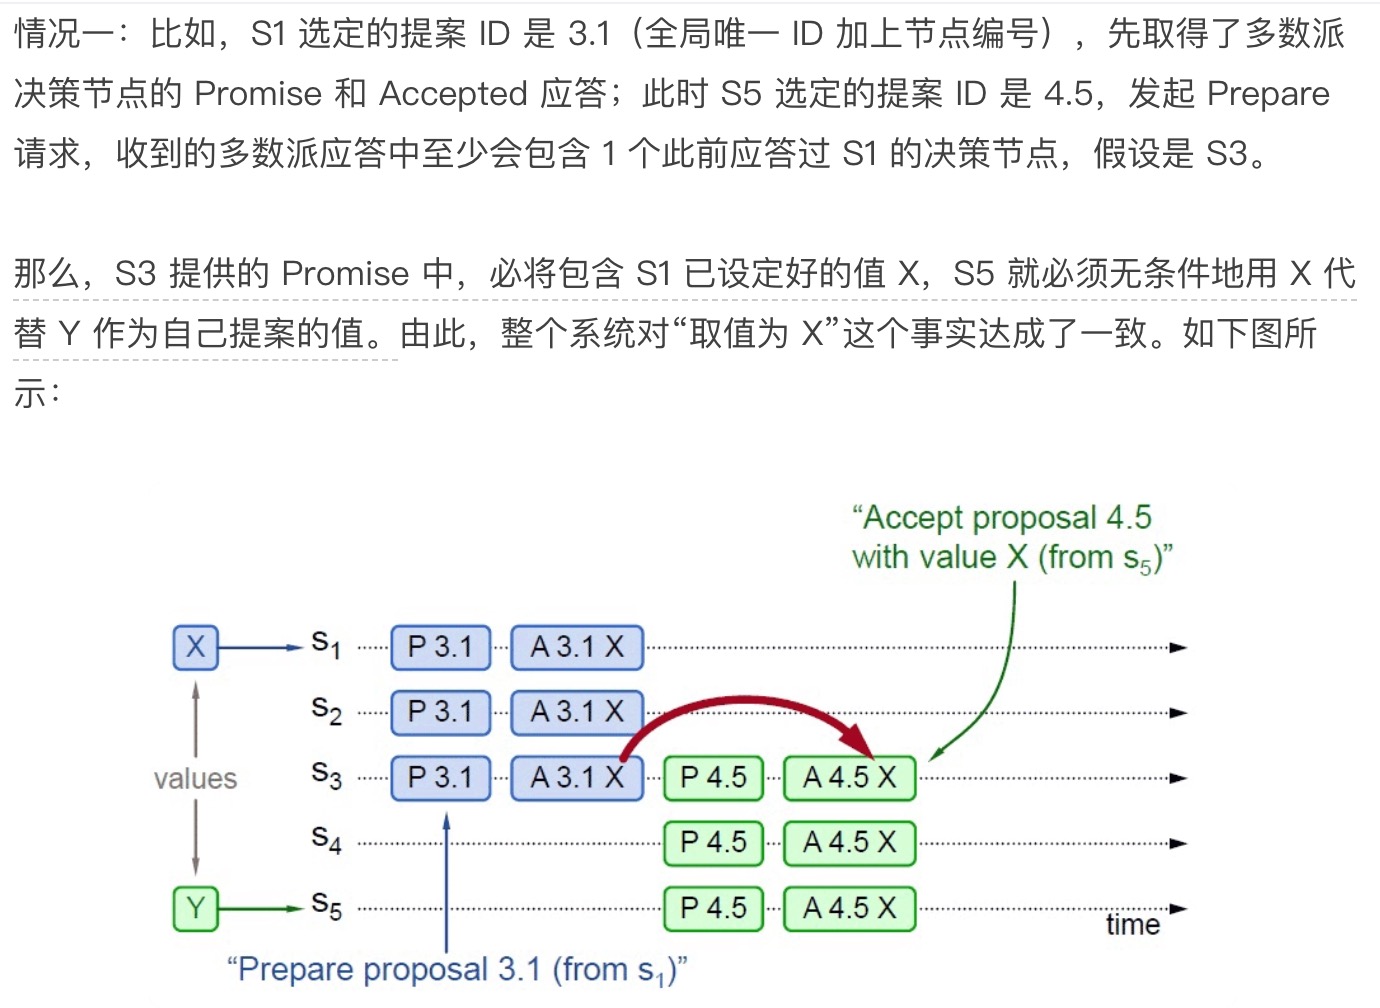 情况一：比如，S1 选定的提案 ID 是 3.1（全局唯一 ID 加上节点编号），先取得了多数派
决策节点的 Promise 和 Accepted 应答；此时 S5 选定的提案 ID 是 4.5，发起 Prepare
请求，收到的多数派应答中至少会包含 1 个此前应答过 S1 的决策节点，假设是 S3。
那么，S3 提供的 Promise 中，必将包含 S1 已设定好的值 X，S5 就必须无条件地用 X 代
替 Y 作为自己提案的值。由此，整个系统对“取值为 X”这个事实达成了一致。如下图所
示：
“Accept proposal 4.5
with value X (from s5)”
X S1 P 3.1 A 3.1 X
S2 P 3.1 A 3.1 X
values S3 P 3.1 A 3.1 X P 4.5 A 4.5 X
S4 P 4.5 A 4.5 X
Y S5 P 4.5 A 4.5 X
time
“Prepare proposal 3.1 (from s1)”